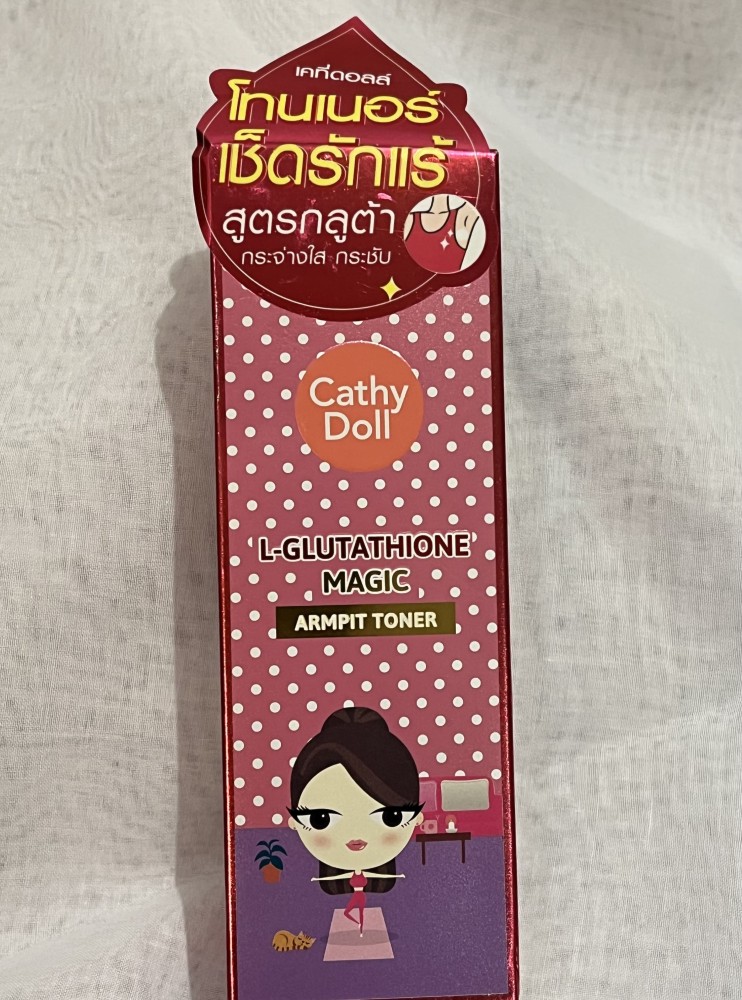 เคที่ดอลล์
โทนเนอร์
เช็ดรักแร้
สูตรกลูต้า
กระจ่างใส กระชับ
Cathy
Doll
L-GLUTATHIONE
MAGIC
ARMPIT TONER